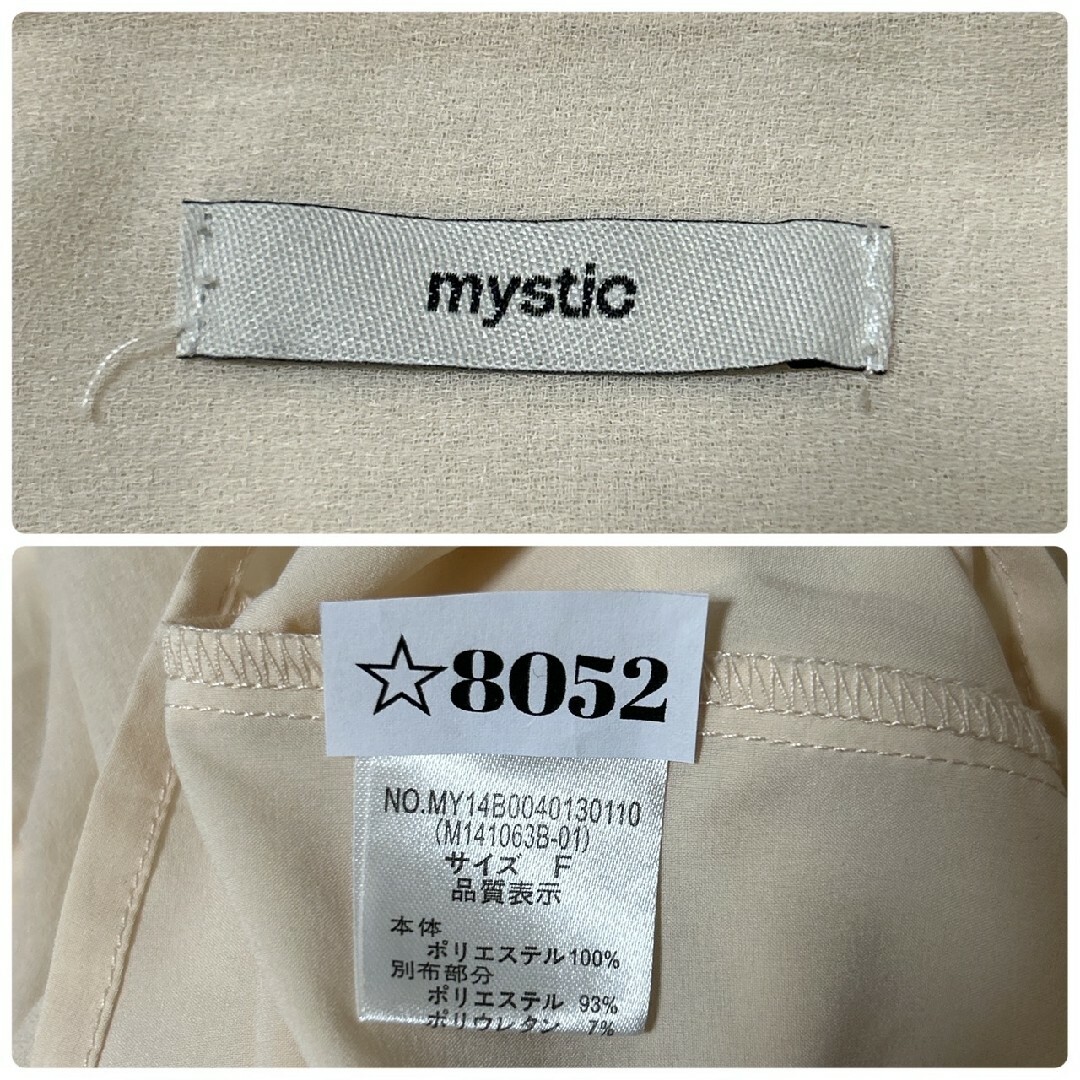 mystic
☆8052
NO.MY14B0040130110
(M141063B-01)
サイズ F
品質表示
本体
ポリエステル100%
別布部分
ポリエステル 93%
ポリウレタン 7%